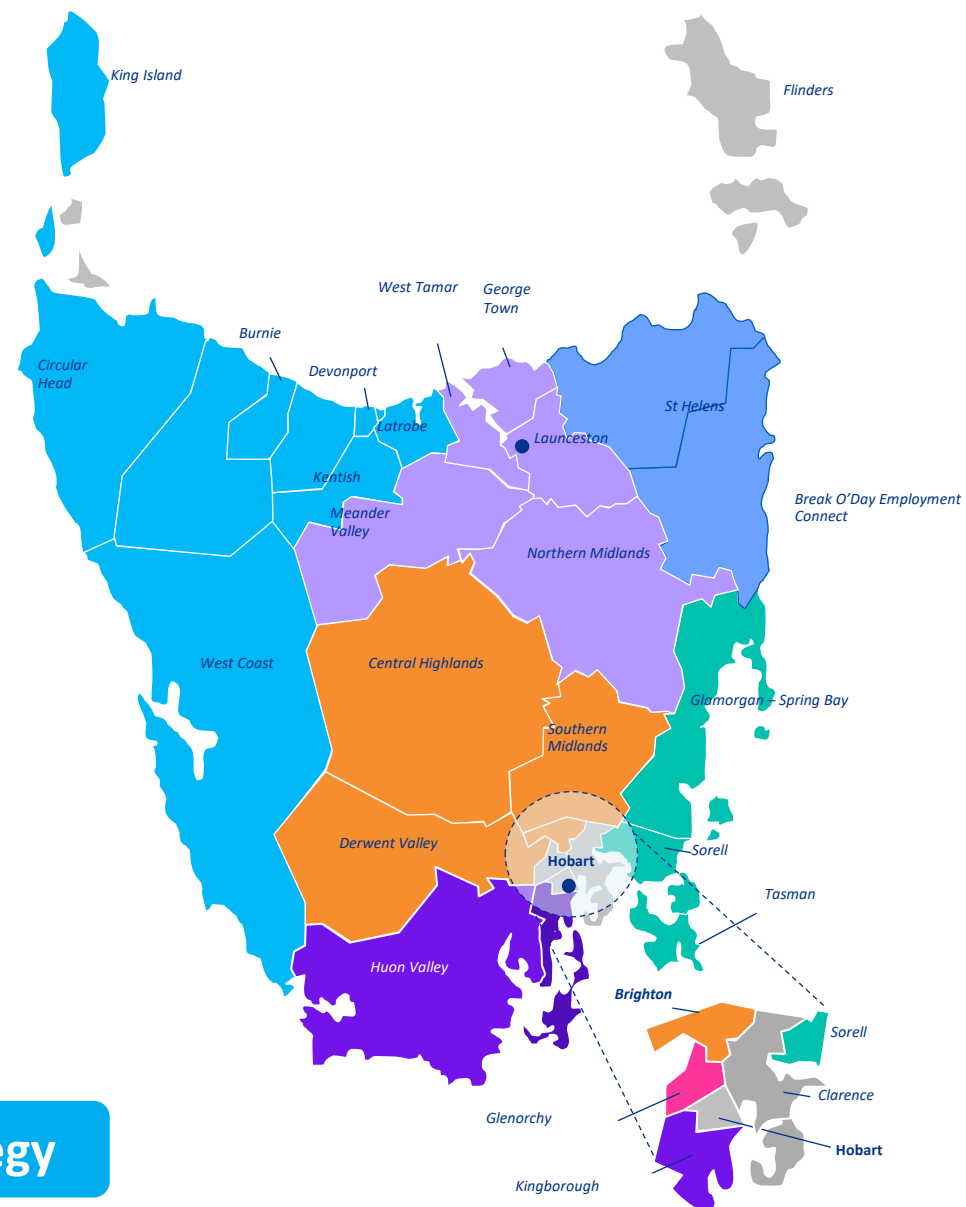 King Island
Flinders
West Tamar
George
Town
Burnie
Devonport
Circular
Head
Latrobe
St Helens
Launceston
Kentish
Meander
Valley
Break O’Day Employment
Connect
Northern Midlands
West Coast
Central Highlands
Glamorgan – Spring Bay
Southern
Midlands
Derwent Valley
Hobart
Sorell
Tasman
Huon Valley
Brighton
Sorell
Clarence
Glenorchy
Hobart
egy
Kingborough